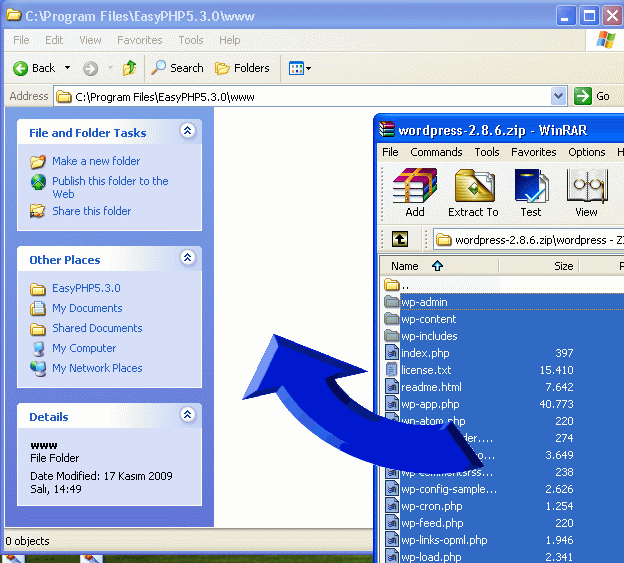 C:\Program Files\EasyPHP5.3.0\www
File Edit View Favorites Tools Help
Back Search Folders
Address C:\Program Files\EasyPHP5.3.0\www Go
File and Folder Tasks
Make a new folder
Publish this folder to the
Web
Share this folder
Other Places
EasyPHP5.3.0
My Documents
Shared Documents
My Computer
My Network Places
Details
www
File Folder
Date Modified: 17 Kasım 2009
Salı, 14:49
0 objects
wordpress-2.8.6.zip - WinRAR
File Commands Tools Favorites Options H
Add Extract To Test View
wordpress-2.8.6.zip\wordpress - Z
Name Size P
..
wp-admin
wp-content
wp-includes
index.php 397
license.txt 15.410
readme.html 7.642
wp-app.php 40.773
wp-atom.php 220
der.... 274
o... 3.649
wp-commentsrss... 238
wp-config-sample... 2.626
wp-cron.php 1.254
wp-feed.php 220
wp-links-opml.php 1.946
wp-load.php 2.341